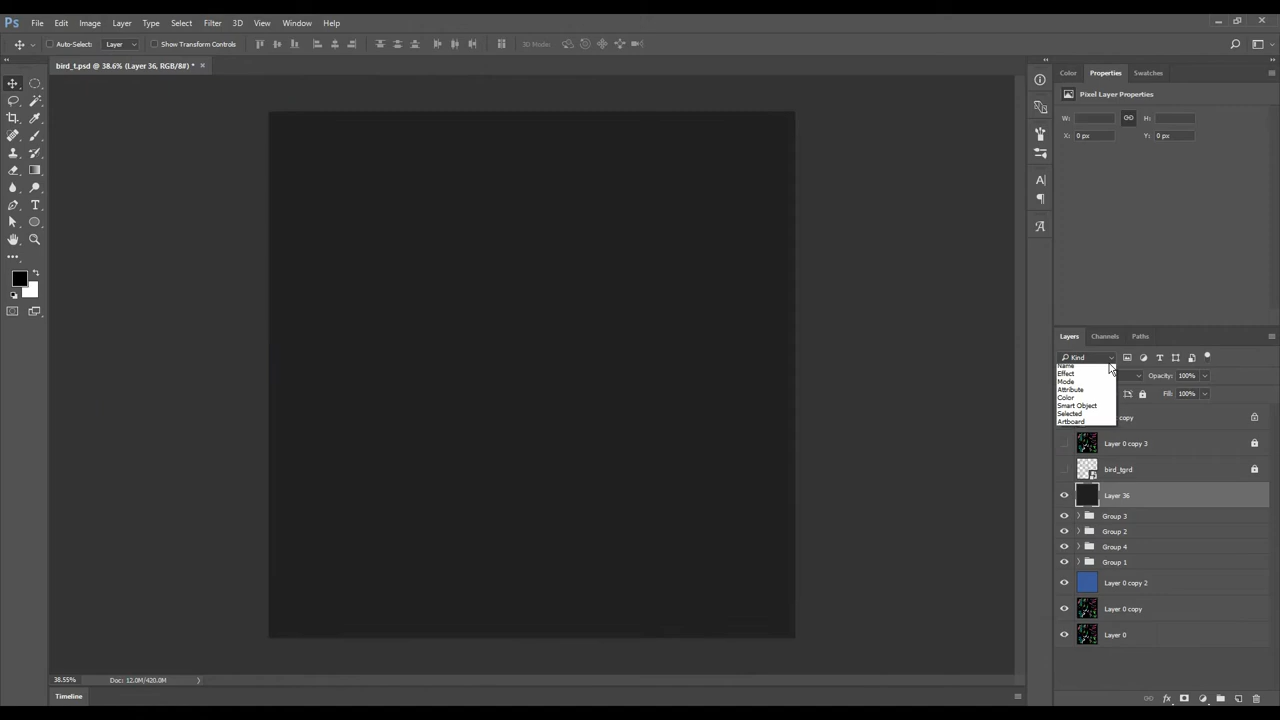 Ps File Edit Image Layer Type Select Filter 3D View Window Help
Auto-Select: Layer Show Transform Controls 3D Mode:
bird_t.psd @ 38.6% (Layer 36, RGB/8#) * ×
Color Properties Swatches
Pixel Layer Properties
W: H:
X: 0 px Y: 0 px
Layers Channels Paths
Kind
Name
Effect
Mode
Attribute
Color
Smart Object
Selected
Artboard
Opacity: 100%
Fill: 100%
copy
Layer 0 copy 3
bird_tgrd
Layer 36
Group 3
Group 2
Group 4
Group 1
Layer 0 copy 2
Layer 0 copy
Layer 0
38.55% Doc: 12.0M/420.0M
Timeline